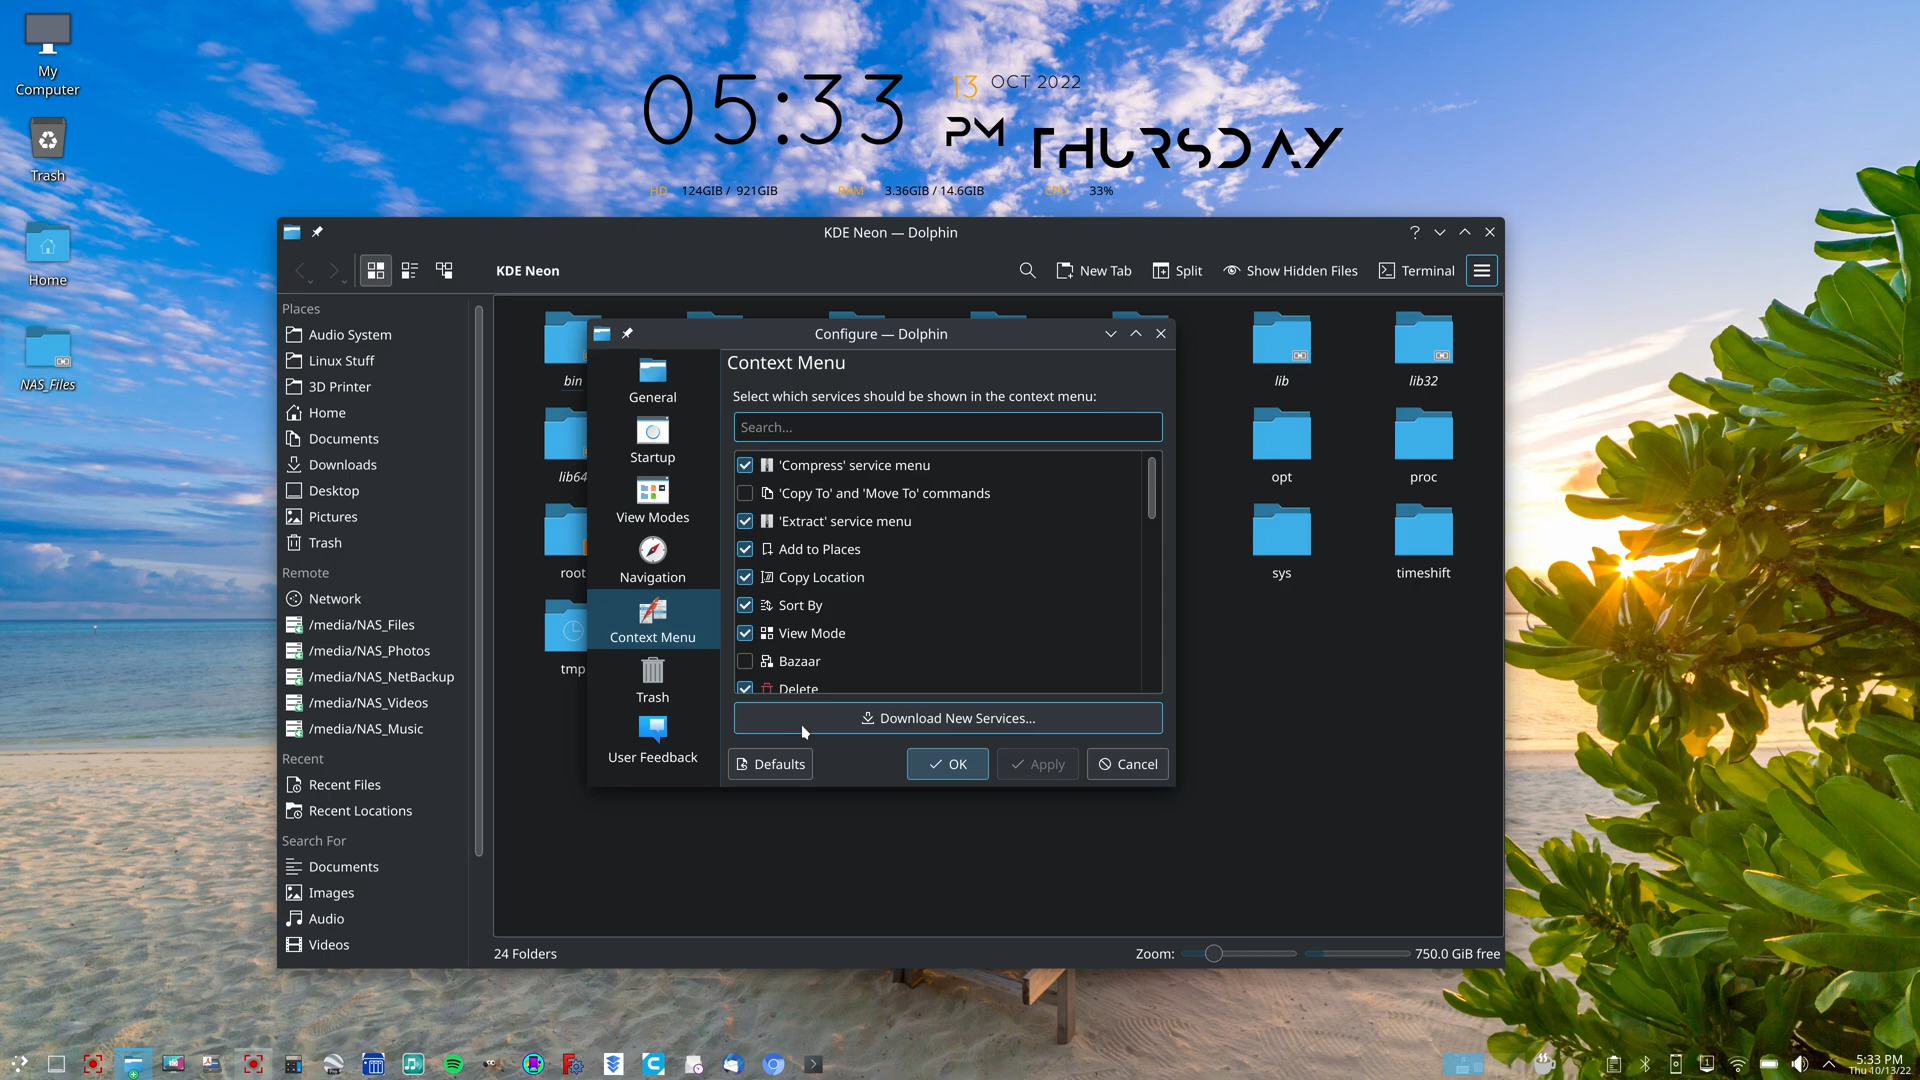 My
Computer
Trash
Home
NAS_Files
05:33
13 OCT 2022
PM
THURSDAY
HD 124GIB / 921GIB RAM 3.36GIB / 14.6GIB CPU 33%
KDE Neon — Dolphin
KDE Neon
New Tab
Split
Show Hidden Files
Terminal
Places
Audio System
Linux Stuff
3D Printer
Home
Documents
Downloads
Desktop
Pictures
Trash
Remote
Network
/media/NAS_Files
/media/NAS_Photos
/media/NAS_NetBackup
/media/NAS_Videos
/media/NAS_Music
Recent
Recent Files
Recent Locations
Search For
Documents
Images
Audio
Videos
bin
lib
lib32
lib64
opt
proc
root
sys
timeshift
tmp
Configure — Dolphin
General
Startup
View Modes
Navigation
Context Menu
Trash
User Feedback
Context Menu
Select which services should be shown in the context menu:
Search...
'Compress' service menu
'Copy To' and 'Move To' commands
'Extract' service menu
Add to Places
Copy Location
Sort By
View Mode
Bazaar
Delete
Download New Services...
Defaults
OK
Apply
Cancel
24 Folders
Zoom:
750.0 GiB free
5:33 PM
Thu 10/13/22